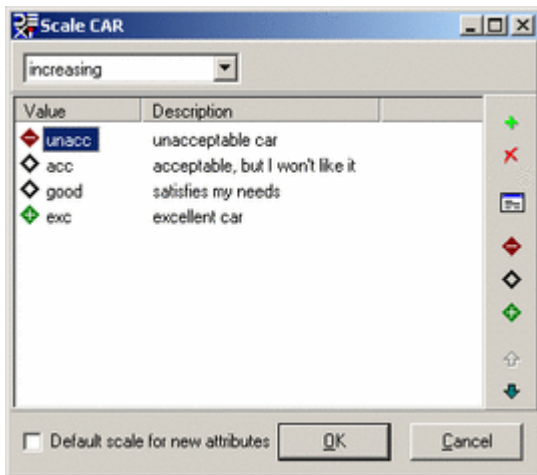 Scale CAR
increasing
Value Description
unacc unacceptable car
acc acceptable, but I won't like it
good satisfies my needs
exc excellent car
Default scale for new attributes OK Cancel